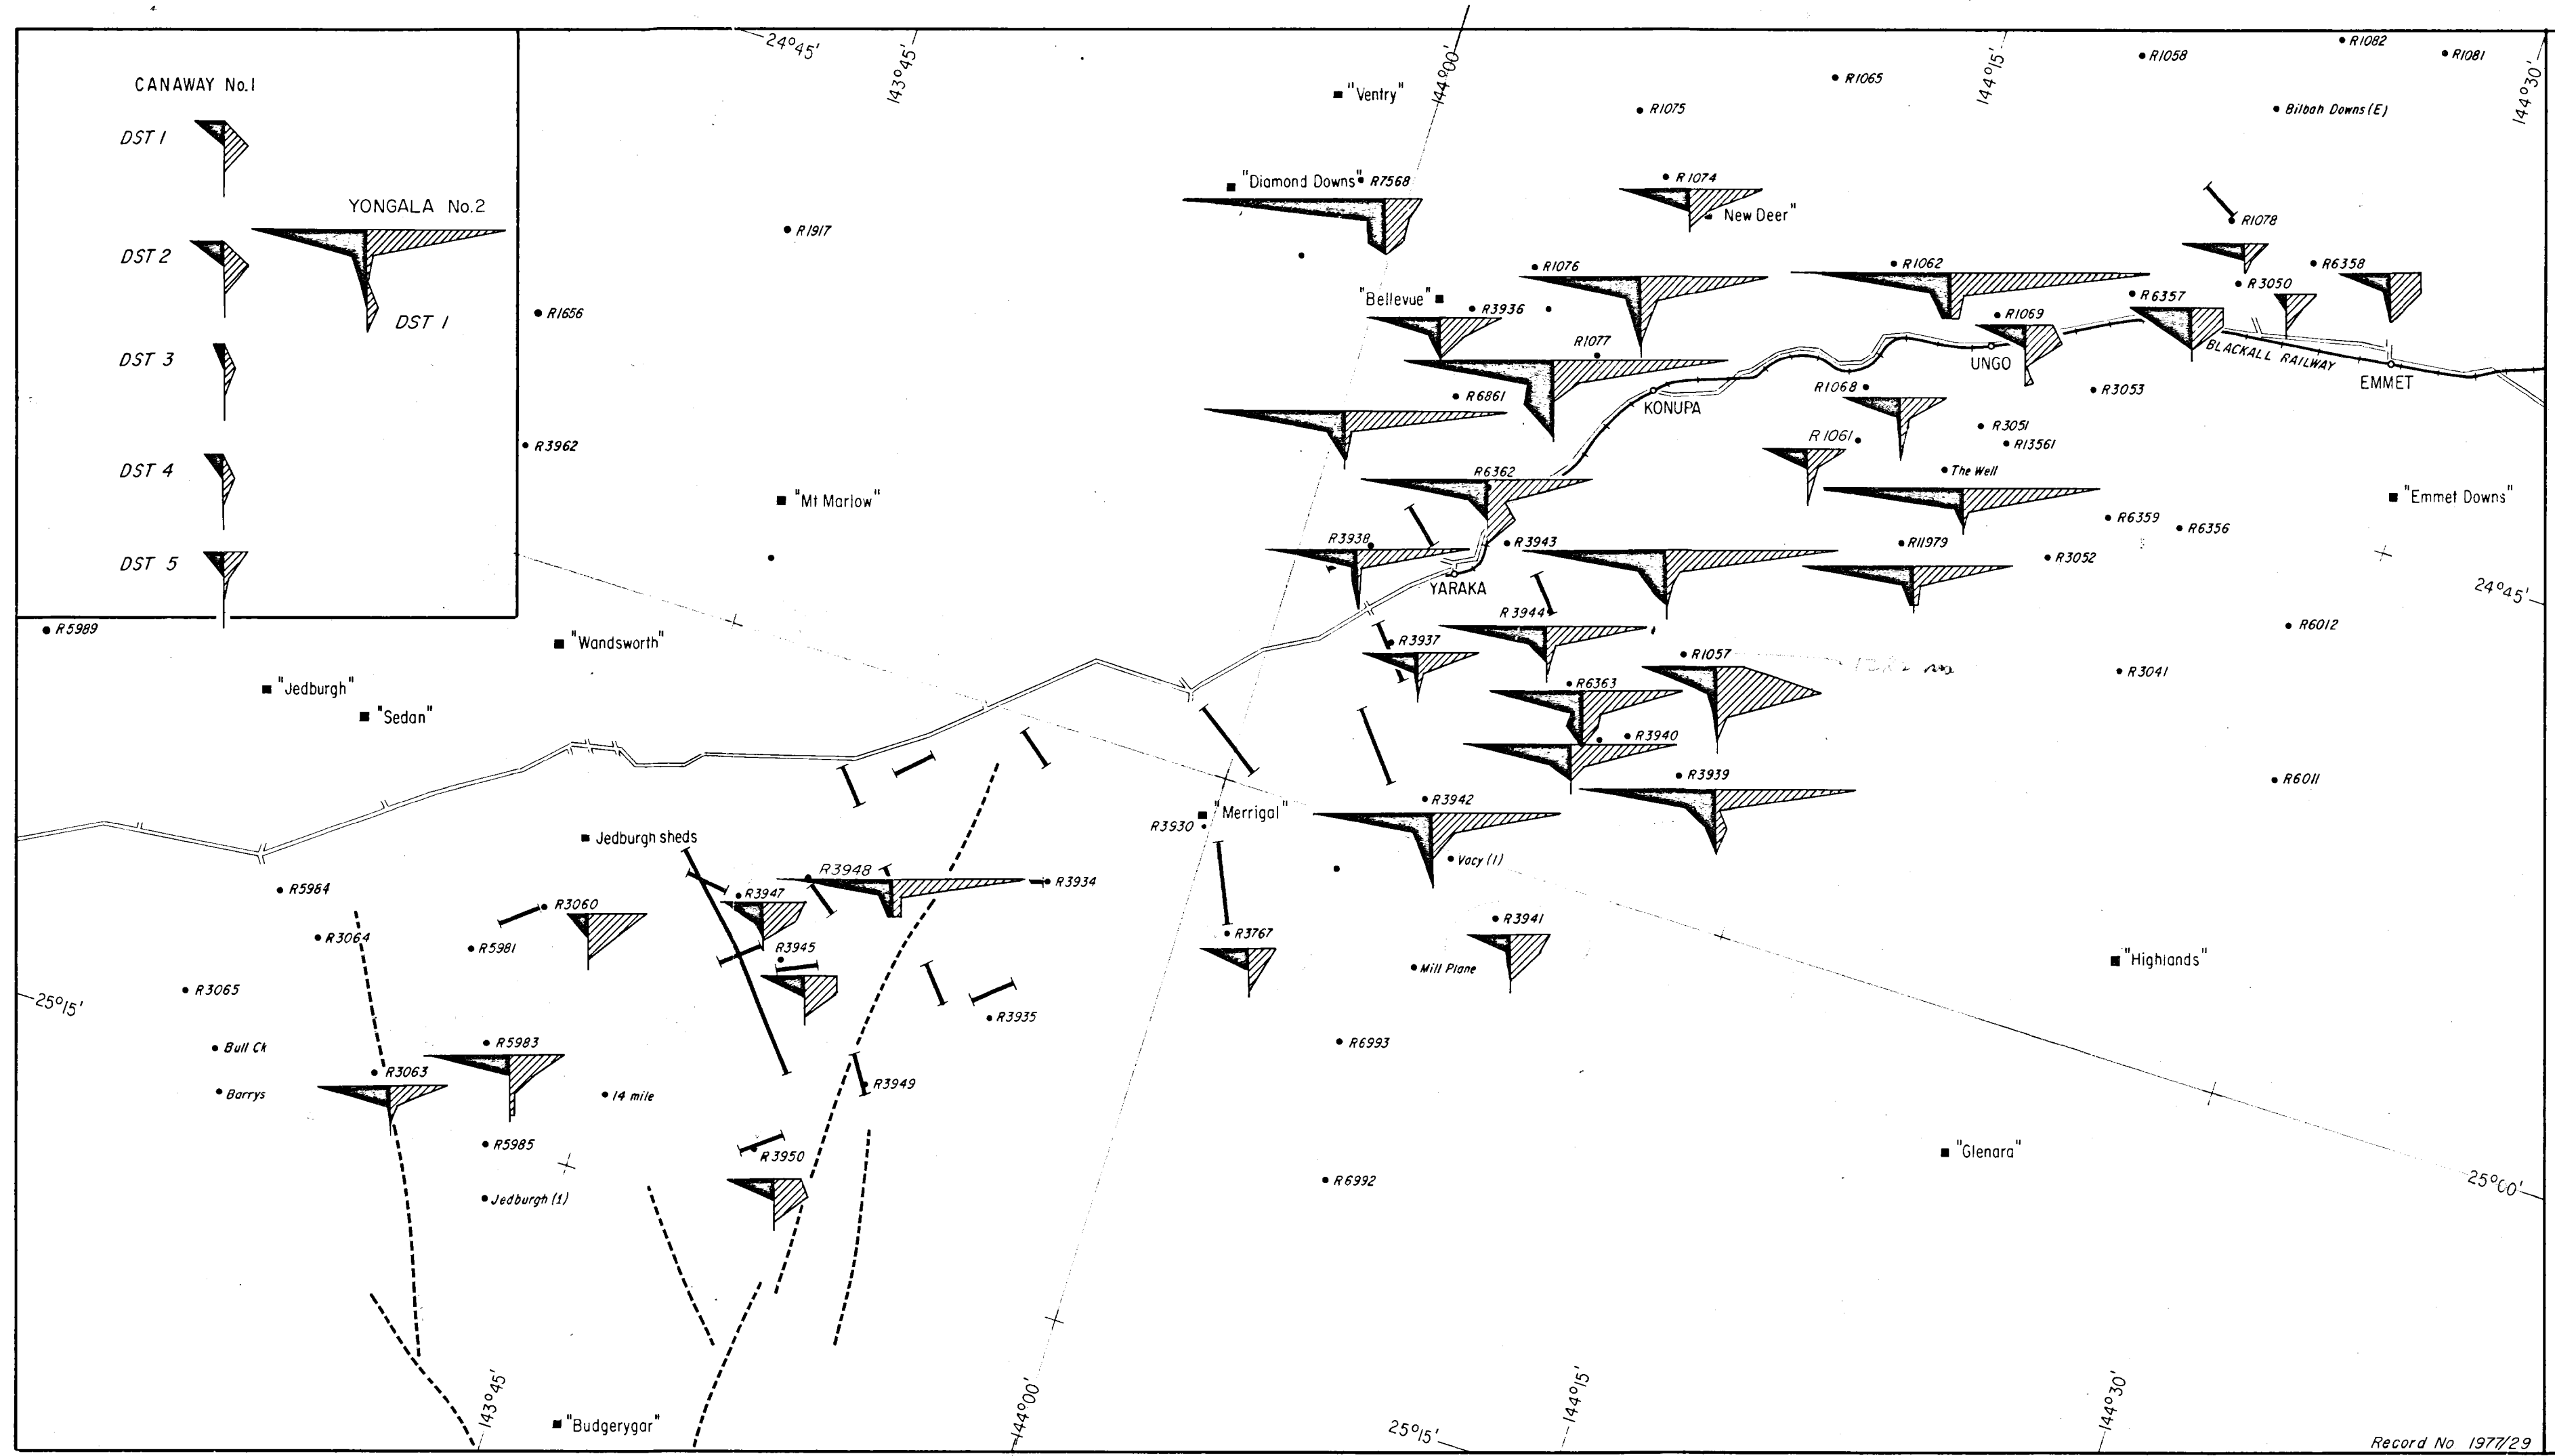 24°45'
143°45'
144°00'
144°15'
144°30'
R1082
R1058
R1081
R1065
CANAWAY No.1
"Ventry"
R1075
Bilbah Downs (E)
DST 1
"Diamond Downs"
R7568
R1074
YONGALA No.2
New Deer"
R1917
R1078
DST 2
R1076
R1062
R6358
R3050
"Bellevue"
R3936
R6357
R1656
DST 1
R1069
R1077
BLACKALL RAILWAY
DST 3
UNGO
EMMET
R1068
R3053
R6861
KONUPA
R3051
R1061
R13561
R3962
DST 4
R6362
The Well
"Mt Marlow"
"Emmet Downs"
R6359
R6356
R3938
R3943
R11979
R3052
DST 5
YARAKA
24°45'
R3944
R5989
R6012
"Wandsworth"
R3937
R1057
R3041
"Jedburgh"
R6363
"Sedan"
R3940
R3939
R6011
R3942
"Merrigal"
R3930
Jedburgh sheds
Vacy (1)
R3948
R3934
R5984
R3947
R3060
R3941
R3767
R3064
R5981
R3945
"Highlands"
Mill Plane
R3065
25°15'
R3935
R5983
R6993
Bull Ck
R3063
R3949
Barrys
14 mile
R5985
R3950
"Glenara"
R6992
25°00'
Jedburgh (1)
143°45'
144°00'
144°15'
144°30'
"Budgerygar"
25°15'
Record No 1977/29